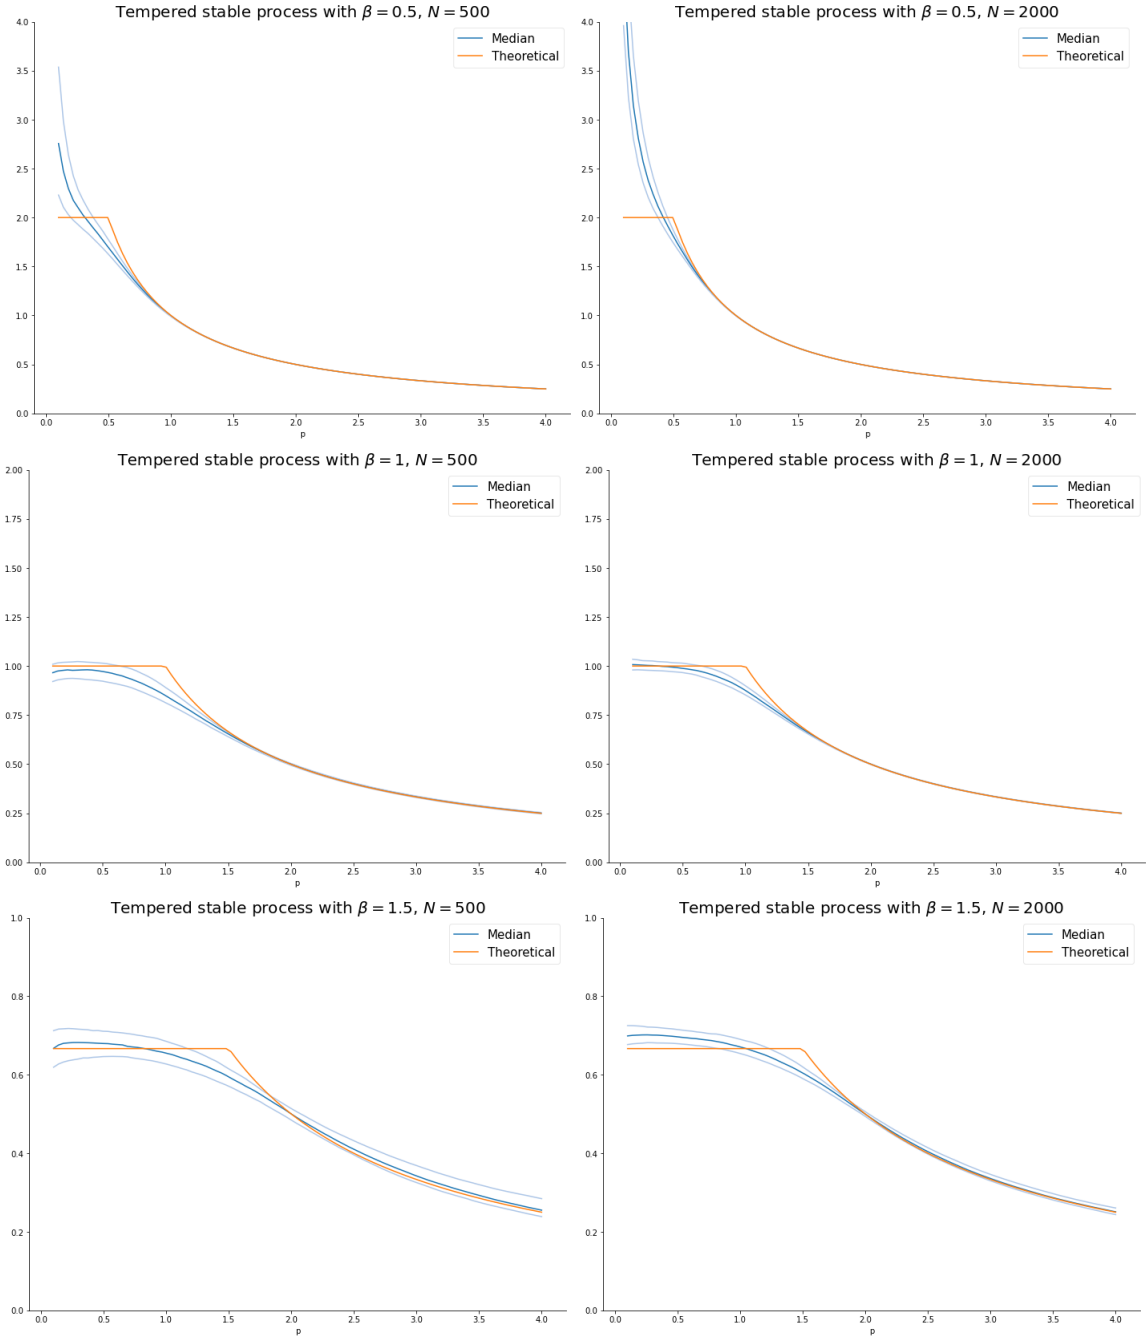 Tempered stable process with β = 0.5, N = 500
4.0
3.5
3.0
2.5
2.0
1.5
1.0
0.5
0.0
Median
Theoretical
0.0 0.5 1.0 1.5 2.0 2.5 3.0 3.5 4.0
p
Tempered stable process with β = 0.5, N = 2000
4.0
3.5
3.0
2.5
2.0
1.5
1.0
0.5
0.0
Median
Theoretical
0.0 0.5 1.0 1.5 2.0 2.5 3.0 3.5 4.0
p
Tempered stable process with β = 1, N = 500
2.00
1.75
1.50
1.25
1.00
0.75
0.50
0.25
0.00
Median
Theoretical
0.0 0.5 1.0 1.5 2.0 2.5 3.0 3.5 4.0
p
Tempered stable process with β = 1, N = 2000
2.00
1.75
1.50
1.25
1.00
0.75
0.50
0.25
0.00
Median
Theoretical
0.0 0.5 1.0 1.5 2.0 2.5 3.0 3.5 4.0
p
Tempered stable process with β = 1.5, N = 500
1.0
0.8
0.6
0.4
0.2
0.0
Median
Theoretical
0.0 0.5 1.0 1.5 2.0 2.5 3.0 3.5 4.0
p
Tempered stable process with β = 1.5, N = 2000
1.0
0.8
0.6
0.4
0.2
0.0
Median
Theoretical
0.0 0.5 1.0 1.5 2.0 2.5 3.0 3.5 4.0
p